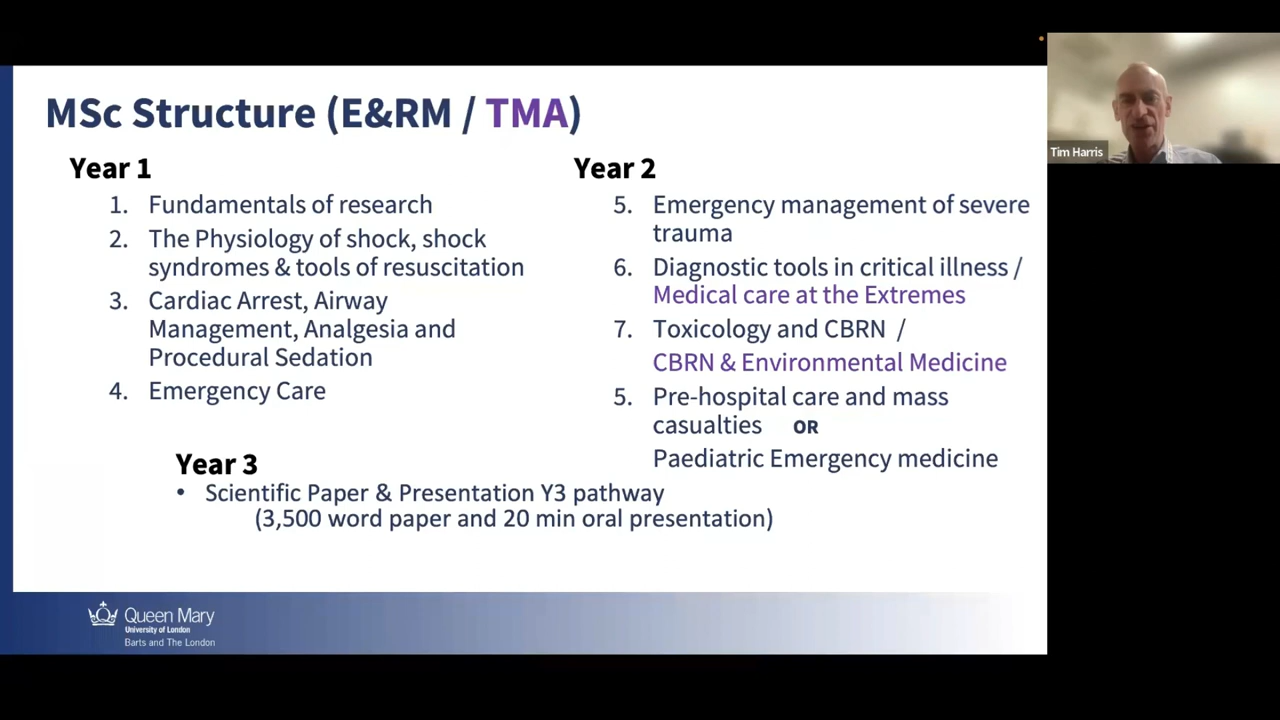 MSc Structure (E&RM / TMA)
Year 1
1. Fundamentals of research
2. The Physiology of shock, shock
syndromes & tools of resuscitation
3. Cardiac Arrest, Airway
Management, Analgesia and
Procedural Sedation
4. Emergency Care
Year 2
5. Emergency management of severe
trauma
6. Diagnostic tools in critical illness /
Medical care at the Extremes
7. Toxicology and CBRN /
CBRN & Environmental Medicine
5. Pre-hospital care and mass
casualties OR
Paediatric Emergency medicine
Year 3
• Scientific Paper & Presentation Y3 pathway
(3,500 word paper and 20 min oral presentation)
Queen Mary
University of London
Barts and The London
Tim Harris